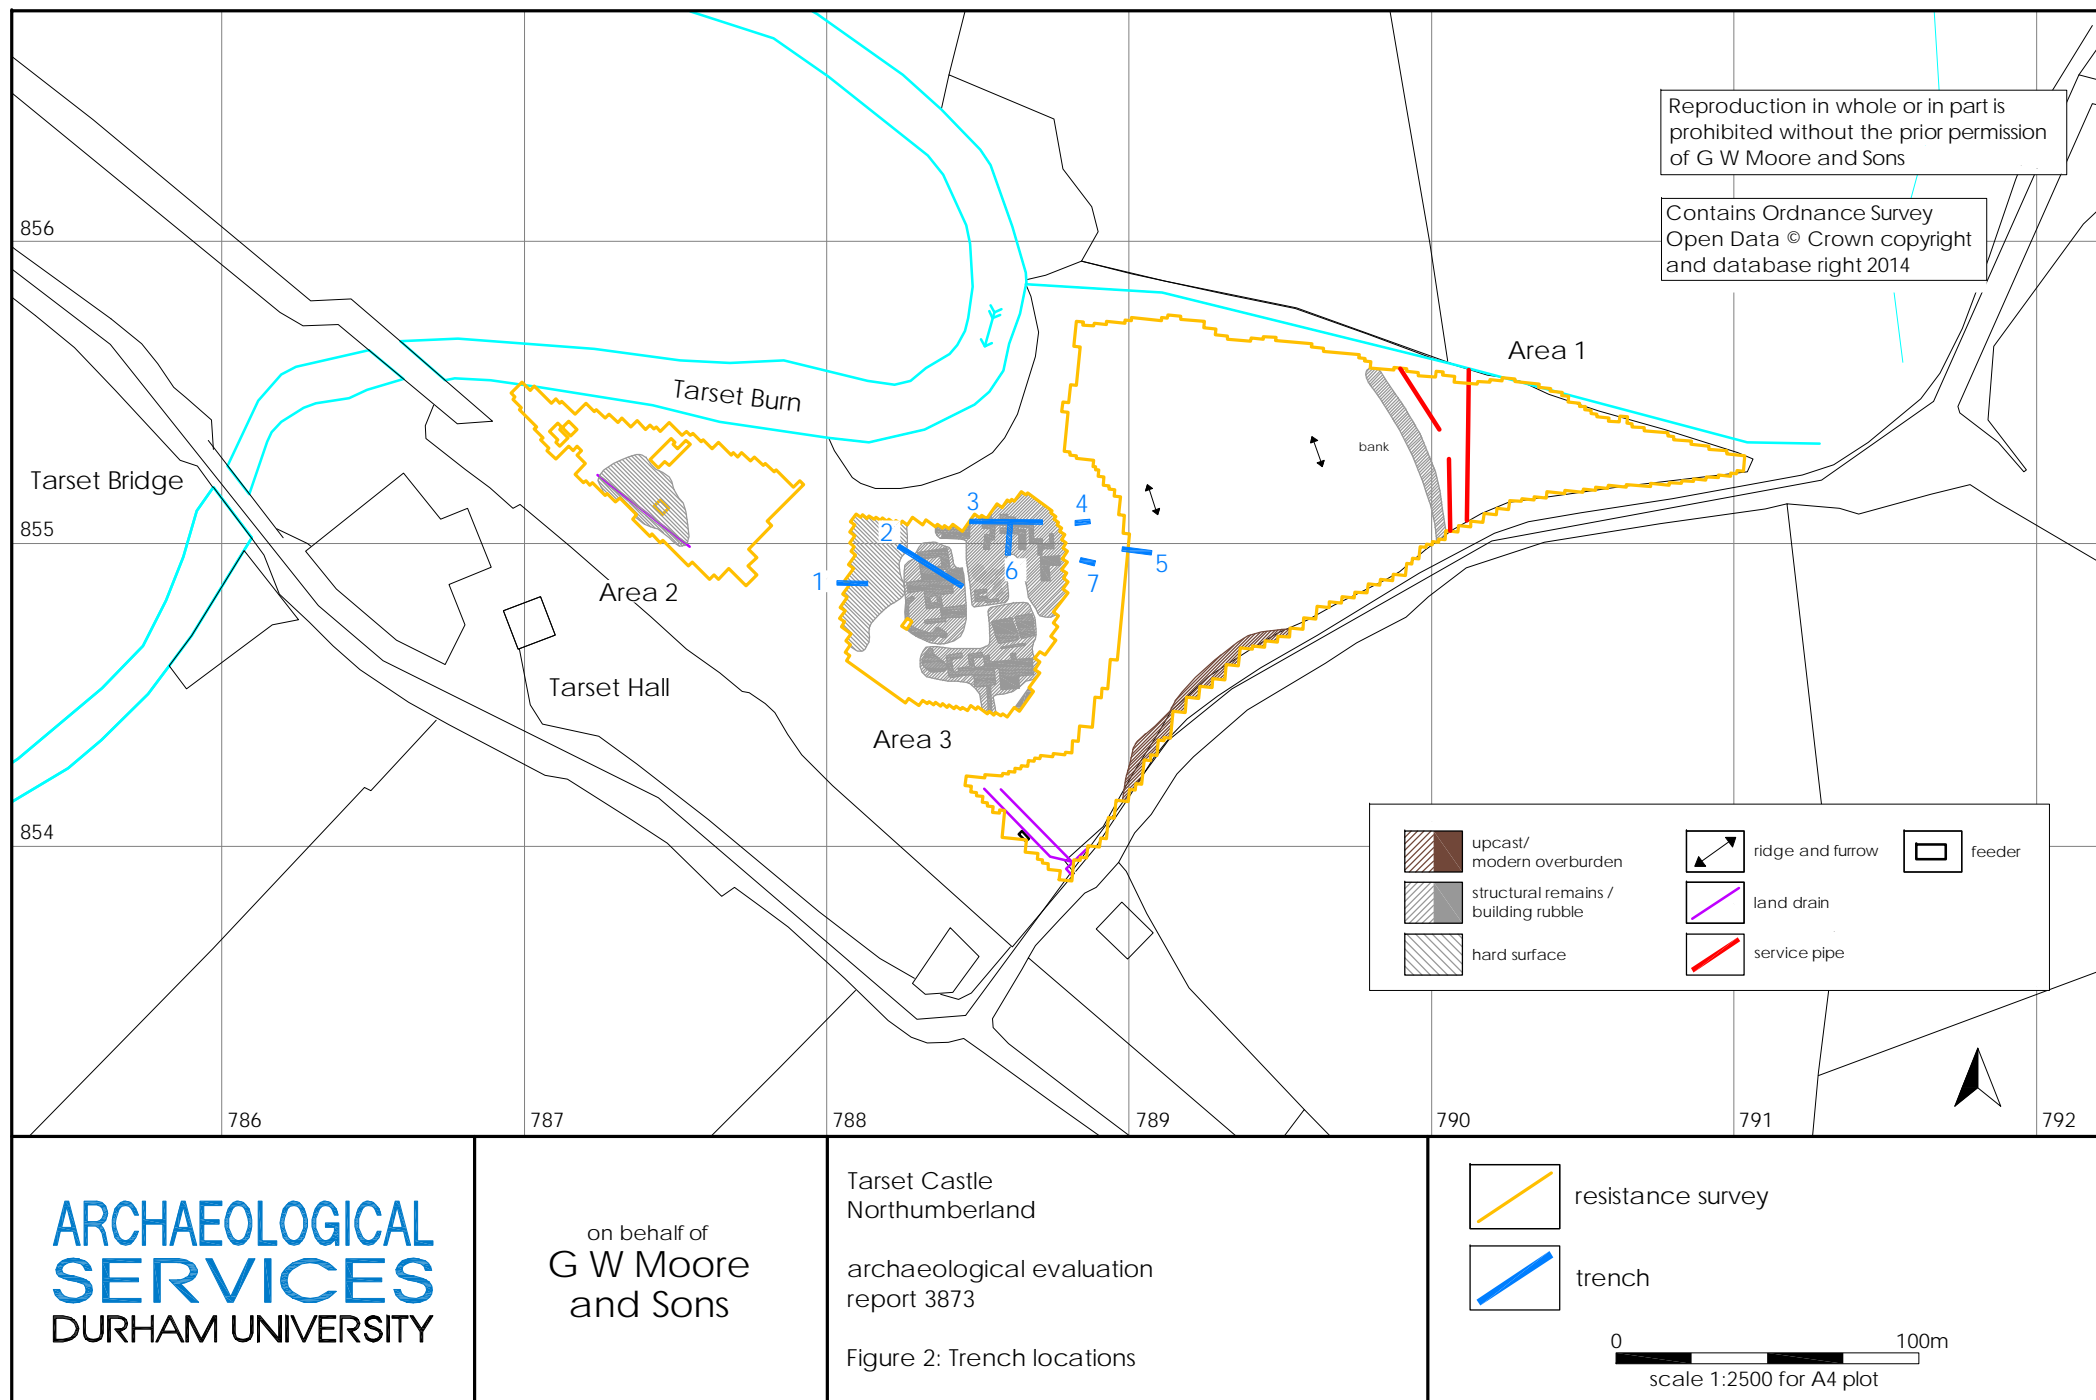 Reproduction in whole or in part is
prohibited without the prior permission
of G W Moore and Sons
Contains Ordnance Survey
Open Data © Crown copyright
and database right 2014
856
Area 1
Tarset Burn
bank
Tarset Bridge
3
4
855
2
5
1
6
7
Area 2
Tarset Hall
Area 3
854
upcast/
modern overburden
structural remains /
building rubble
hard surface
ridge and furrow
land drain
service pipe
feeder
786
787
788
789
790
791
792
ARCHAEOLOGICAL
SERVICES
DURHAM UNIVERSITY
on behalf of
G W Moore
and Sons
Tarset Castle
Northumberland
archaeological evaluation
report 3873
Figure 2: Trench locations
resistance survey
trench
0
100m
scale 1:2500 for A4 plot